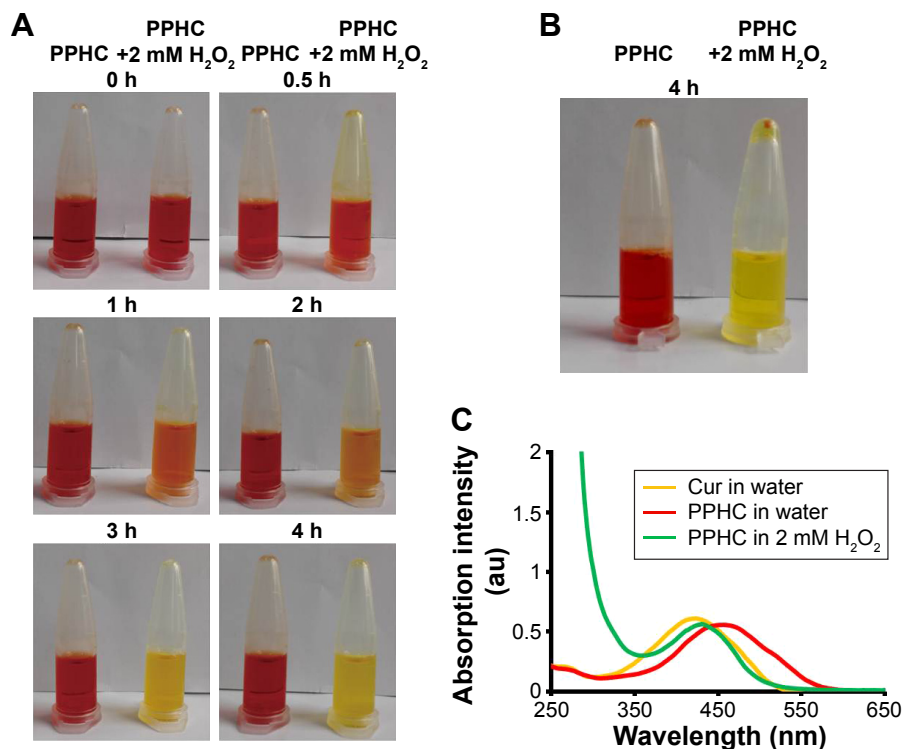 A
PPHC PPHC +2 mM H₂O₂ PPHC PPHC +2 mM H₂O₂
0 h 0.5 h
1 h 2 h
3 h 4 h
B
PPHC PPHC +2 mM H₂O₂
4 h
C
Absorption intensity
(au)
2
1.5
1
0.5
0
250 350 450 550 650
Wavelength (nm)
Cur in water
PPHC in water
PPHC in 2 mM H₂O₂